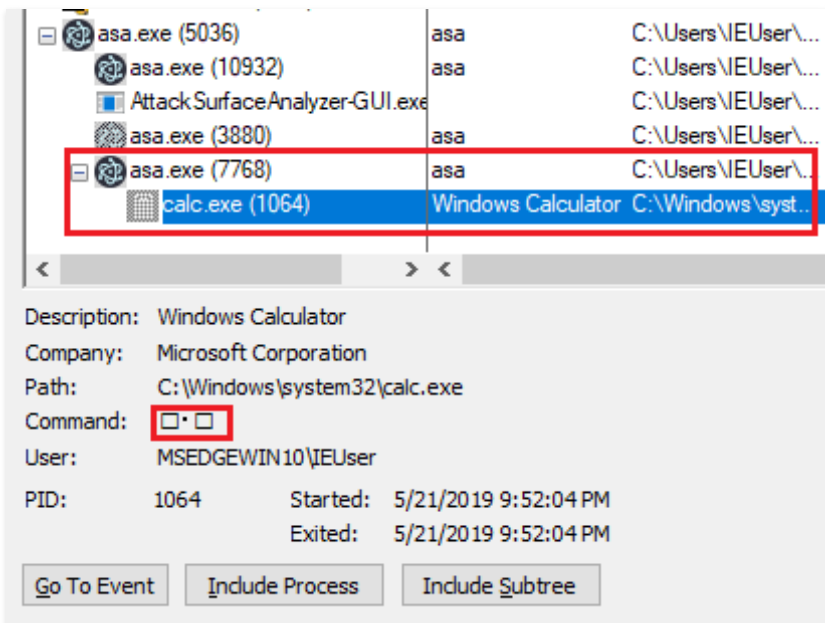 asa.exe (5036) asa C:\Users\IEUser\...
asa.exe (10932) asa C:\Users\IEUser\...
AttackSurfaceAnalyzer-GUI.exe C:\Users\IEUser\...
asa.exe (3880) asa C:\Users\IEUser\...
asa.exe (7768) asa C:\Users\IEUser\...
calc.exe (1064) Windows Calculator C:\Windows\syst...
Description: Windows Calculator
Company: Microsoft Corporation
Path: C:\Windows\system32\calc.exe
Command: □·□
User: MSEDGEWIN10\IEUser
PID: 1064 Started: 5/21/2019 9:52:04 PM
Exited: 5/21/2019 9:52:04 PM
Go To Event Include Process Include Subtree